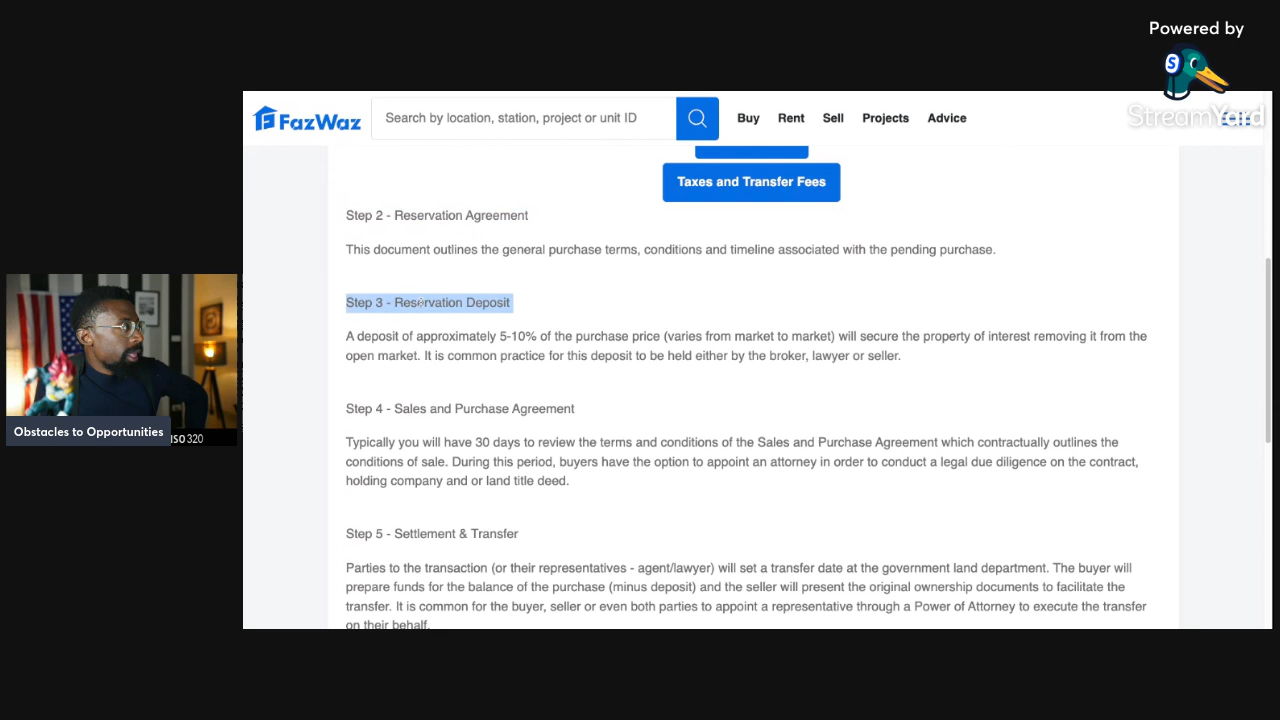 Powered by
S
StreamYard
FazWaz
Search by location, station, project or unit ID
Buy
Rent
Sell
Projects
Advice
Taxes and Transfer Fees
Step 2 - Reservation Agreement
This document outlines the general purchase terms, conditions and timeline associated with the pending purchase.
Step 3 - Reservation Deposit
A deposit of approximately 5-10% of the purchase price (varies from market to market) will secure the property of interest removing it from the
open market. It is common practice for this deposit to be held either by the broker, lawyer or seller.
Step 4 - Sales and Purchase Agreement
Typically you will have 30 days to review the terms and conditions of the Sales and Purchase Agreement which contractually outlines the
conditions of sale. During this period, buyers have the option to appoint an attorney in order to conduct a legal due diligence on the contract,
holding company and or land title deed.
Step 5 - Settlement & Transfer
Parties to the transaction (or their representatives - agent/lawyer) will set a transfer date at the government land department. The buyer will
prepare funds for the balance of the purchase (minus deposit) and the seller will present the original ownership documents to facilitate the
transfer. It is common for the buyer, seller or even both parties to appoint a representative through a Power of Attorney to execute the transfer
on their behalf.
Obstacles to Opportunities
ISO 320